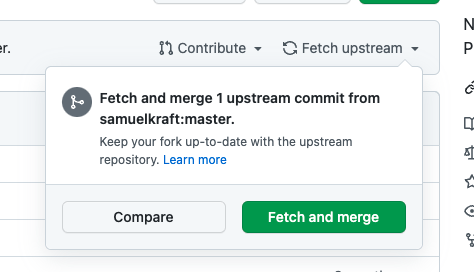 er.
Contribute
Fetch upstream
Fetch and merge 1 upstream commit from
samuelkraft:master.
Keep your fork up-to-date with the upstream
repository. Learn more
Compare
Fetch and merge
N
P